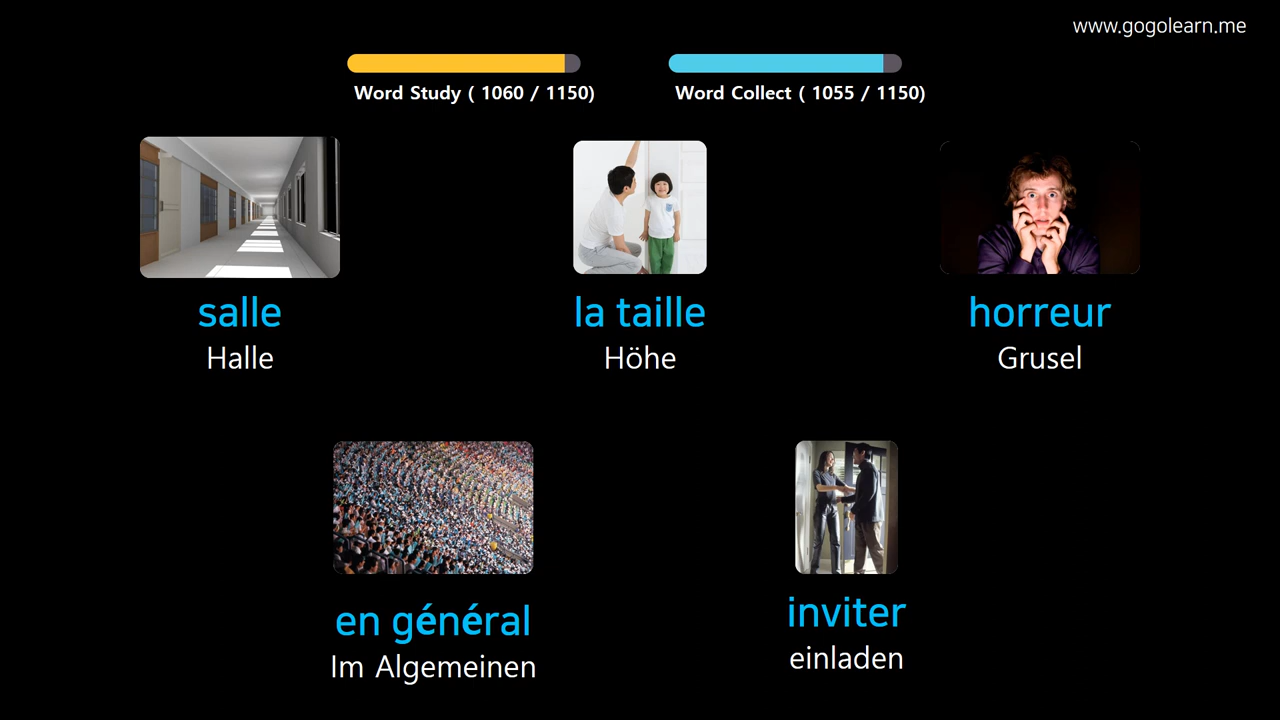 www.gogolearn.me
Word Study ( 1060 / 1150)
Word Collect ( 1055 / 1150)
salle
Halle
la taille
Höhe
horreur
Grusel
en général
Im Algemeinen
inviter
einladen